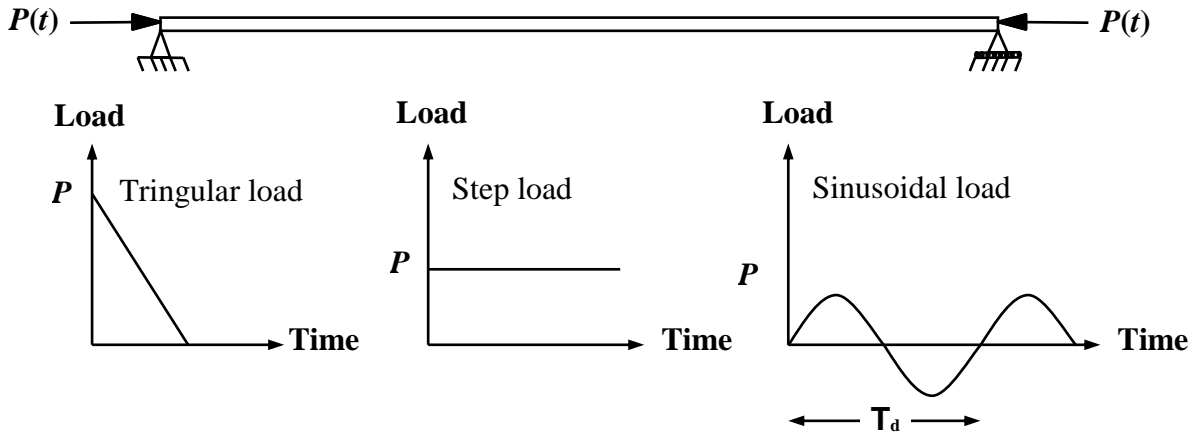 P(t) P(t)
Load Load Load
P Tringular load Step load Sinusoidal load
P P
Time Time Time
T_d